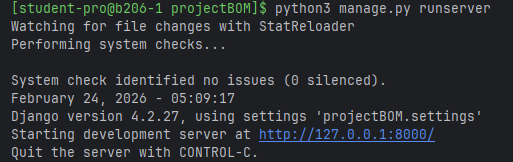 [student-pro@b206-1 projectBOM]$ python3 manage.py runserver
Watching for file changes with StatReloader
Performing system checks...

System check identified no issues (0 silenced).
February 24, 2026 - 05:09:17
Django version 4.2.27, using settings 'projectBOM.settings'
Starting development server at http://127.0.0.1:8000/
Quit the server with CONTROL-C.